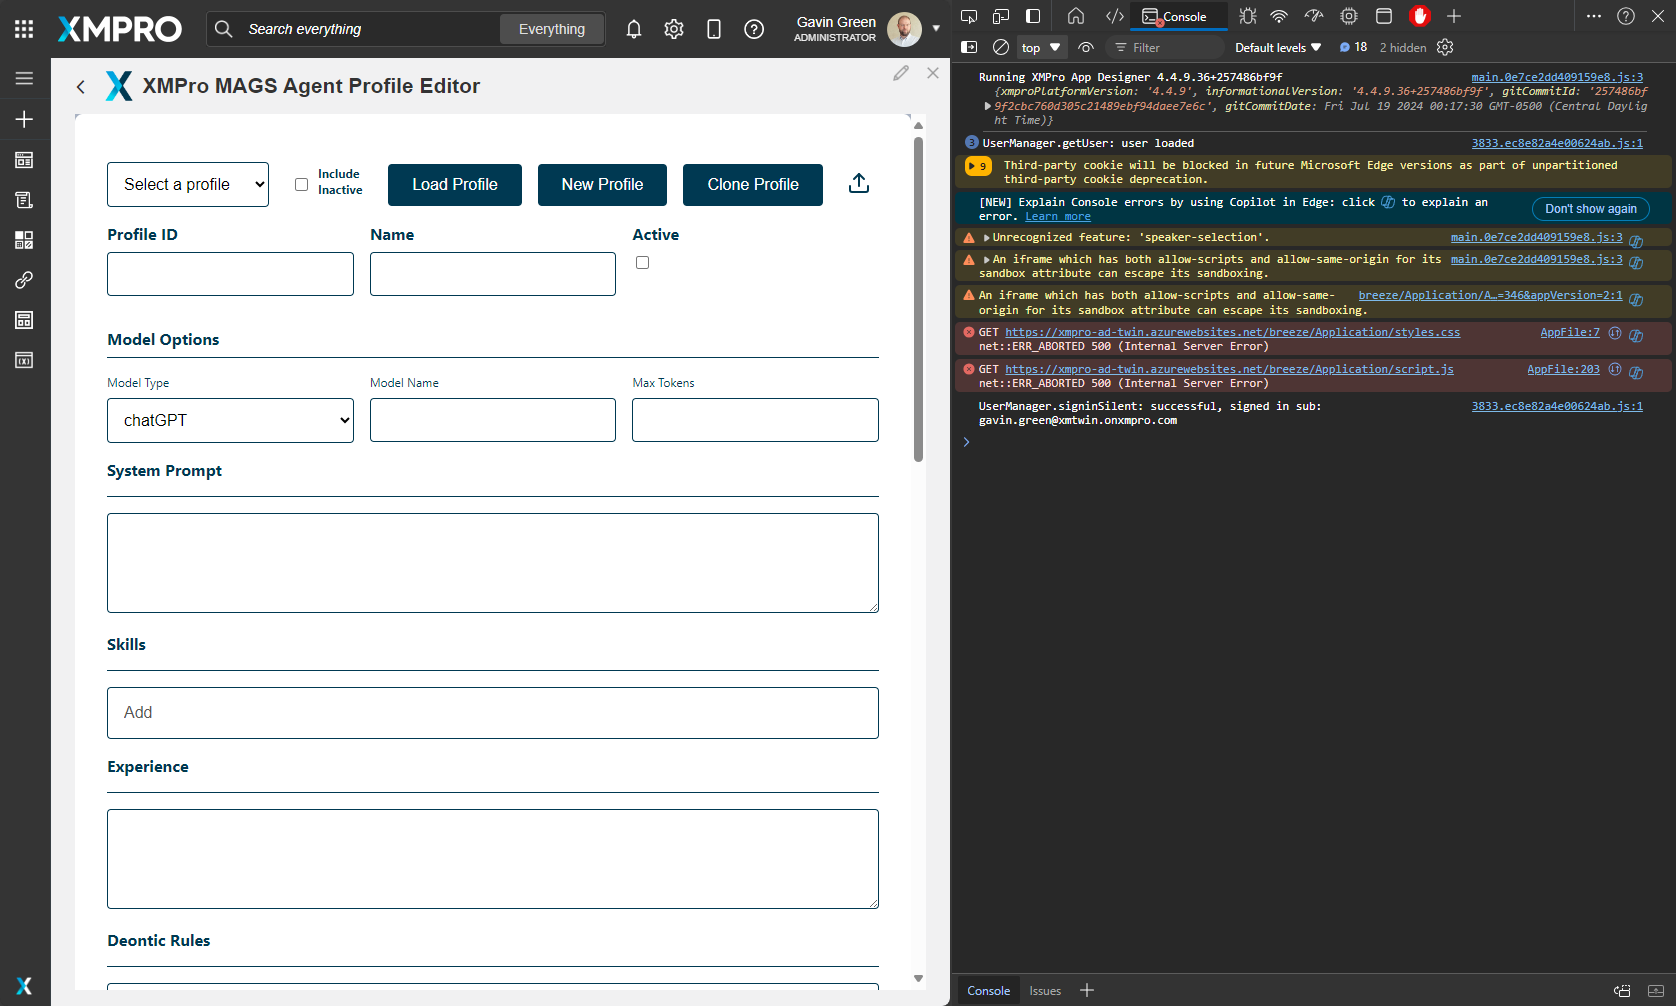 XMPRO
Search everything
Everything
Gavin Green
ADMINISTRATOR
XMPro MAGS Agent Profile Editor
Select a profile
Include
Inactive
Load Profile
New Profile
Clone Profile
Profile ID
Name
Active
Model Options
Model Type
Model Name
Max Tokens
chatGPT
System Prompt
Skills
Add
Experience
Deontic Rules
Console
top
Filter
Default levels
18
2 hidden
Running XMPro App Designer 4.4.9.36+257486bf9f
main.0e7ce2dd409159e8.js:3
{xmproPlatformVersion: '4.4.9', informationalVersion: '4.4.9.36+257486bf9f', gitCommitId: '257486bf
9f2cbc760d305c21489ebf94daee7e6c', gitCommitDate: Fri Jul 19 2024 00:17:30 GMT-0500 (Central Daylig
ht Time)}
3 UserManager.getUser: user loaded
3833.ec8e82a4e00624ab.js:1
9 Third-party cookie will be blocked in future Microsoft Edge versions as part of unpartitioned
third-party cookie deprecation.
[NEW] Explain Console errors by using Copilot in Edge: click to explain an
error. Learn more
Don't show again
Unrecognized feature: 'speaker-selection'.
main.0e7ce2dd409159e8.js:3
An iframe which has both allow-scripts and allow-same-origin for its
main.0e7ce2dd409159e8.js:3
sandbox attribute can escape its sandboxing.
An iframe which has both allow-scripts and allow-same-
breeze/Application/A…=346&appVersion=2:1
origin for its sandbox attribute can escape its sandboxing.
GET https://xmpro-ad-twin.azurewebsites.net/breeze/Application/styles.css
AppFile:7
net::ERR_ABORTED 500 (Internal Server Error)
GET https://xmpro-ad-twin.azurewebsites.net/breeze/Application/script.js
AppFile:203
net::ERR_ABORTED 500 (Internal Server Error)
UserManager.signinSilent: successful, signed in sub:
3833.ec8e82a4e00624ab.js:1
gavin.green@xmtwin.onxmpro.com
Console
Issues